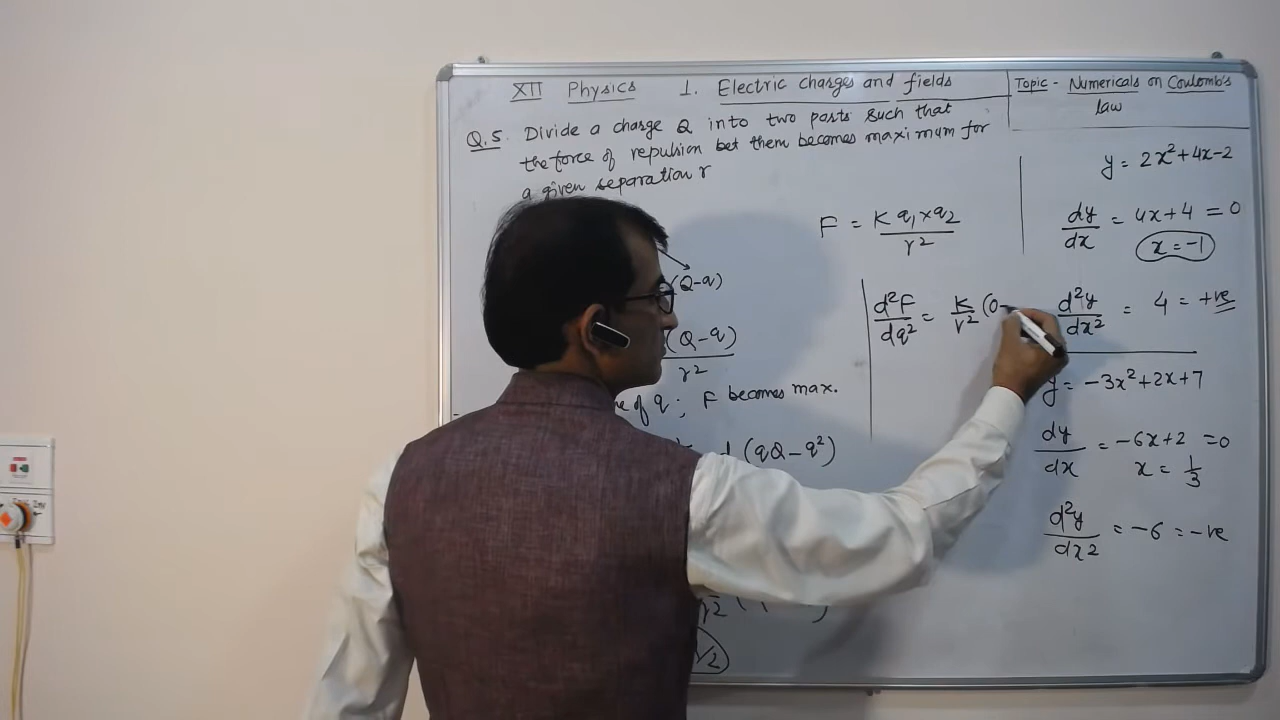 XII Physics 1. Electric charges and fields
Topic - Numericals on Coulomb's
law
Q.5. Divide a charge Q into two parts such that
the force of repulsion bet them becomes maximum for
a given separation r
F = K q₁ × q₂ / r²
(Q-q)
(Q-q)
r²
of q ; F becomes max.
(qQ - q²)
d²F/dq² = K/r² (0-
y = 2x² + 4x - 2
dy/dx = 4x + 4 = 0
x = -1
d²y/dx² = 4 = +ve
y = -3x² + 2x + 7
dy/dx = -6x + 2 = 0
x = 1/3
d²y/dx² = -6 = -ve